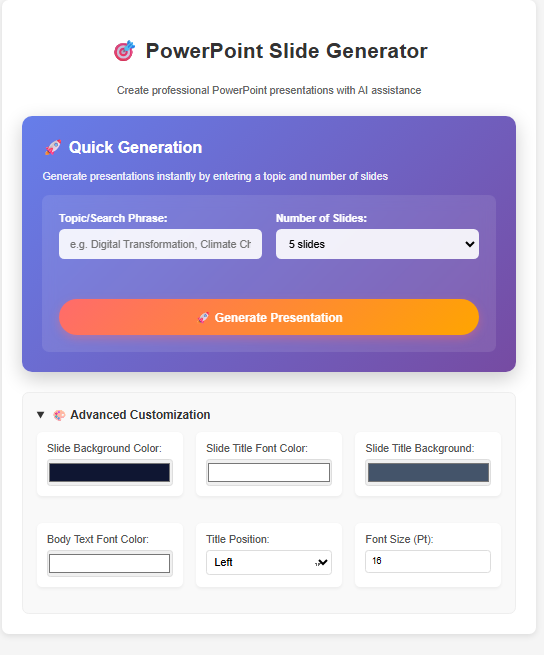 PowerPoint Slide Generator
Create professional PowerPoint presentations with AI assistance
Quick Generation
Generate presentations instantly by entering a topic and number of slides
Topic/Search Phrase: Number of Slides:
e.g. Digital Transformation, Climate Ch 5 slides
Generate Presentation
Advanced Customization
Slide Background Color: Slide Title Font Color: Slide Title Background:
Body Text Font Color: Title Position: Font Size (Pt):
Left 16